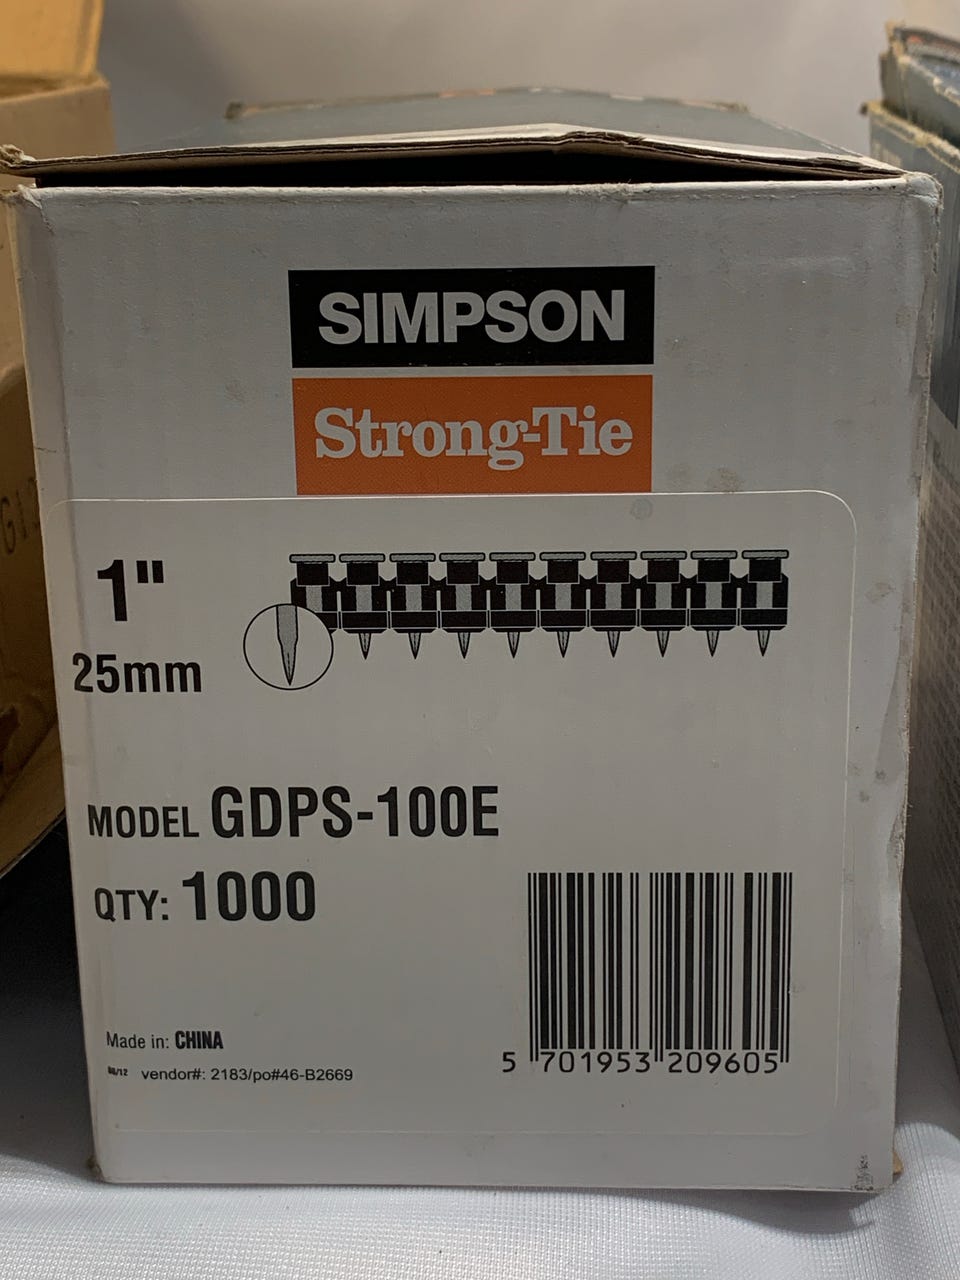 SIMPSON
Strong-Tie
1"
25mm
MODEL GDPS-100E
QTY: 1000
Made in: CHINA
vendor#: 2183/po#46-B2669
5 701953 209605